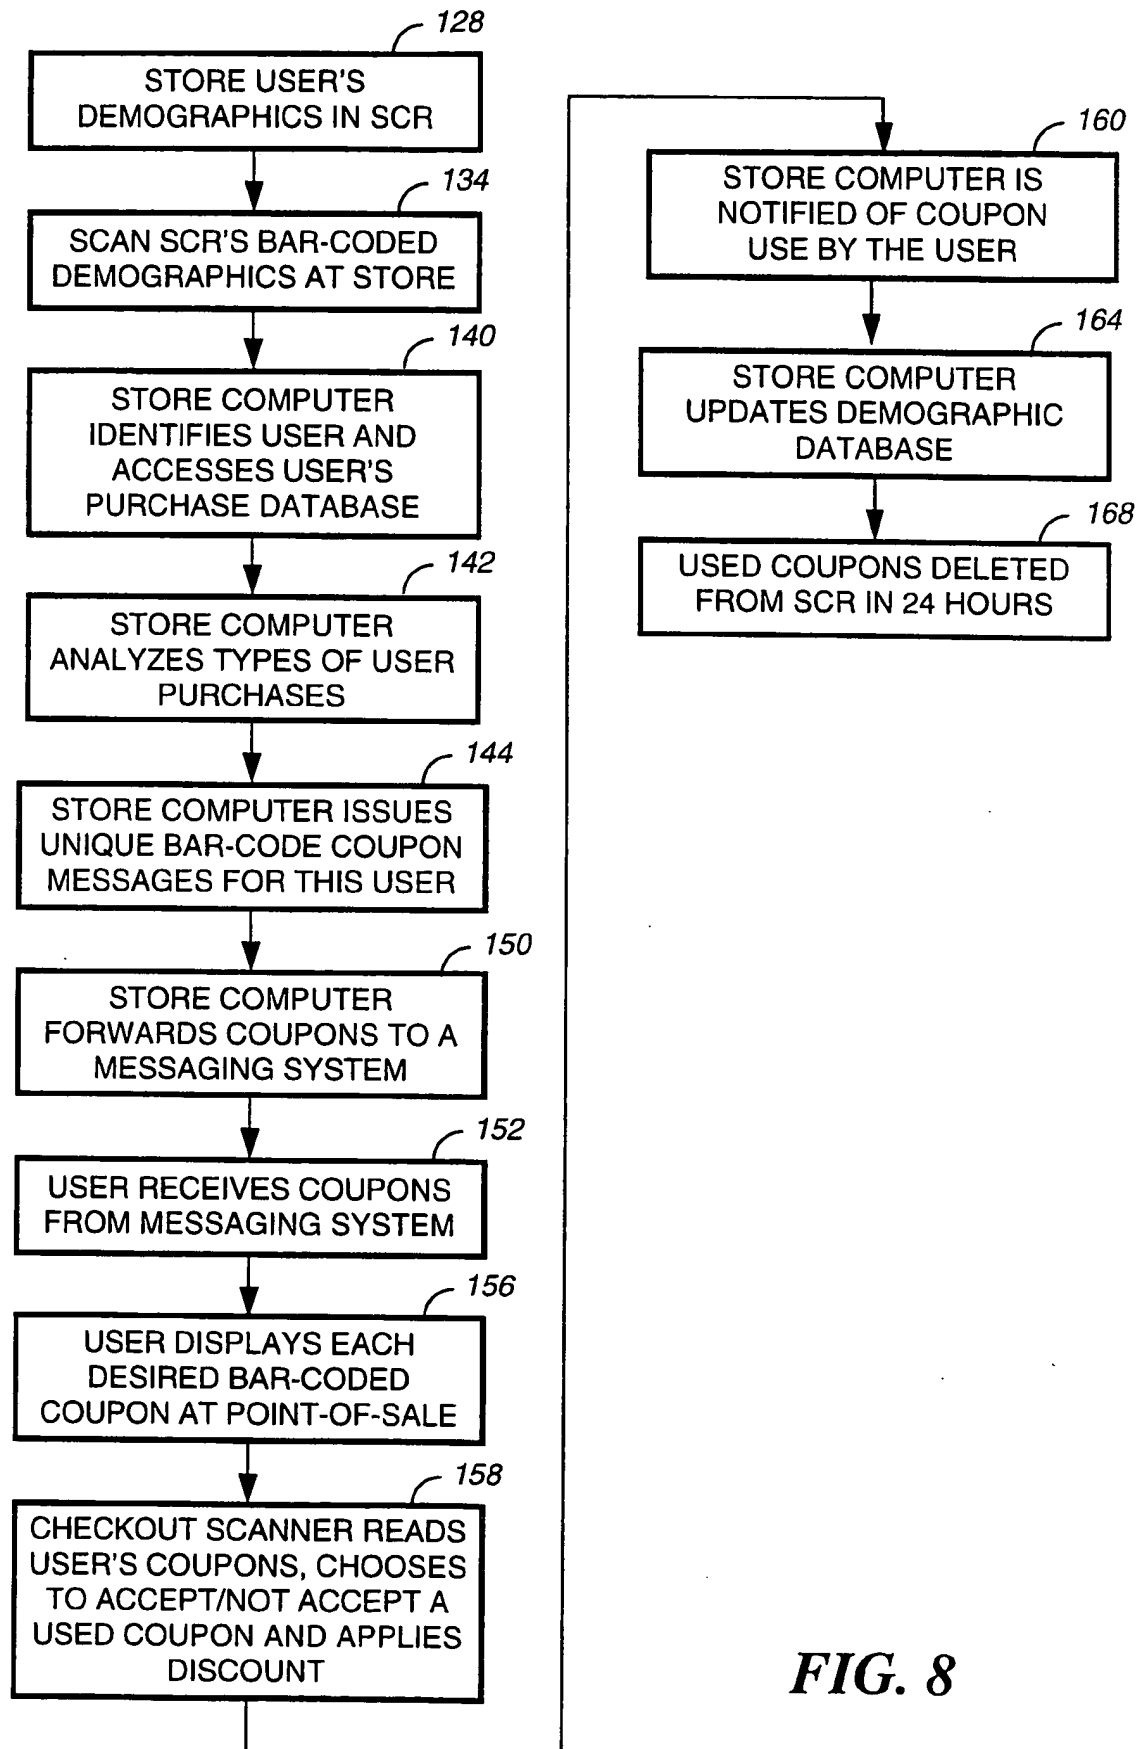 128
STORE USER'S
DEMOGRAPHICS IN SCR
134
SCAN SCR'S BAR-CODED
DEMOGRAPHICS AT STORE
140
STORE COMPUTER
IDENTIFIES USER AND
ACCESSES USER'S
PURCHASE DATABASE
142
STORE COMPUTER
ANALYZES TYPES OF USER
PURCHASES
144
STORE COMPUTER ISSUES
UNIQUE BAR-CODE COUPON
MESSAGES FOR THIS USER
150
STORE COMPUTER
FORWARDS COUPONS TO A
MESSAGING SYSTEM
152
USER RECEIVES COUPONS
FROM MESSAGING SYSTEM
156
USER DISPLAYS EACH
DESIRED BAR-CODED
COUPON AT POINT-OF-SALE
158
CHECKOUT SCANNER READS
USER'S COUPONS, CHOOSES
TO ACCEPT/NOT ACCEPT A
USED COUPON AND APPLIES
DISCOUNT
160
STORE COMPUTER IS
NOTIFIED OF COUPON
USE BY THE USER
164
STORE COMPUTER
UPDATES DEMOGRAPHIC
DATABASE
168
USED COUPONS DELETED
FROM SCR IN 24 HOURS
FIG. 8